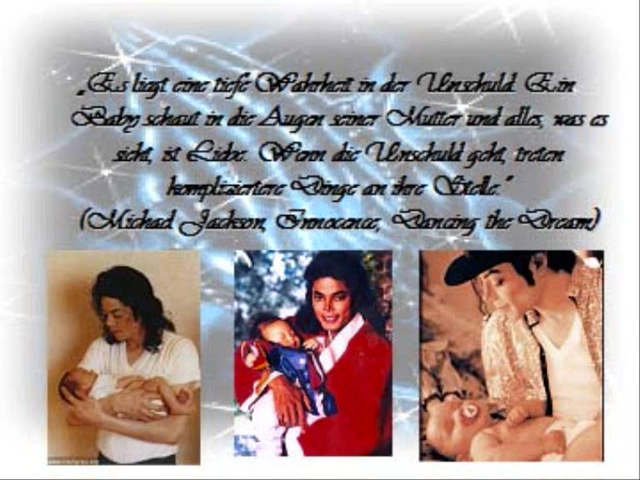 „Es liegt eine tiefe Wahrheit in der Unschuld. Ein
Baby schaut in die Augen seiner Mutter und alles, was es
sieht, ist Liebe. Wenn die Unschuld geht, treten
kompliziertere Dinge an ihre Stelle.“
(Michael Jackson, Innocence, Dancing the Dream)